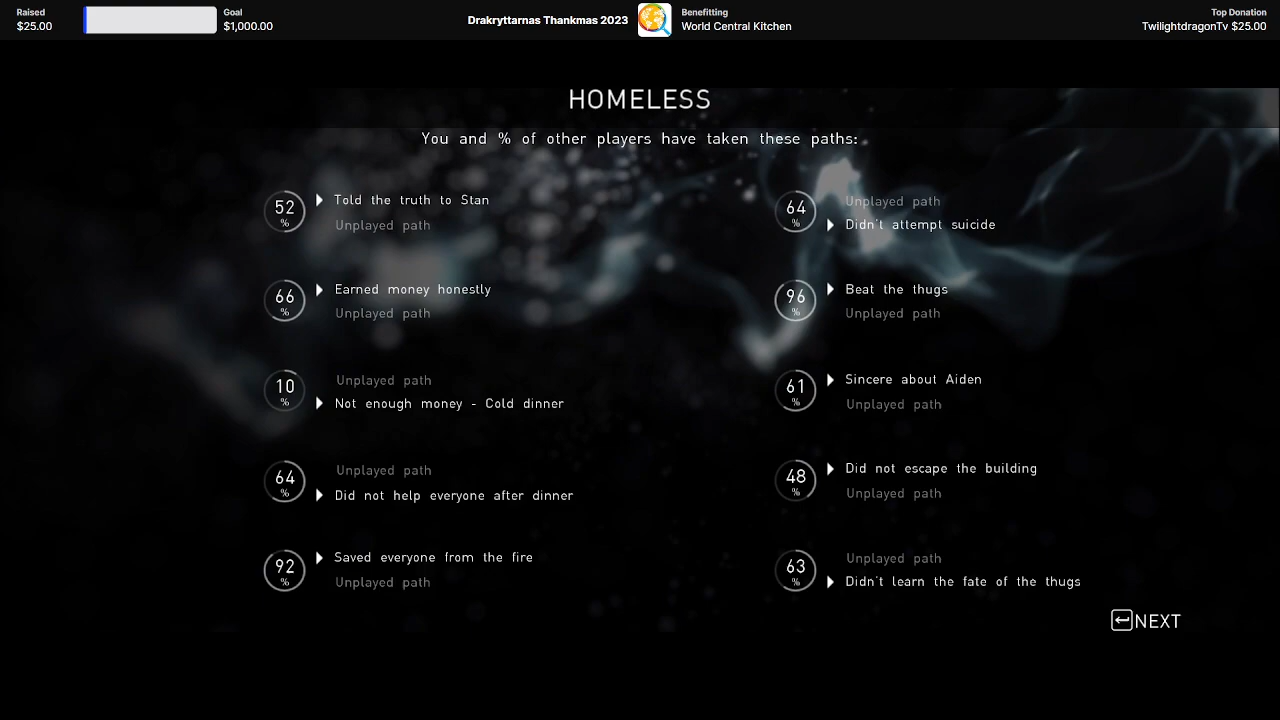 Raised
$25.00
Goal
$1,000.00
Drakryttarnas Thankmas 2023
Benefitting
World Central Kitchen
Top Donation
TwilightdragonTv $25.00
HOMELESS
You and % of other players have taken these paths:
52 %
Told the truth to Stan
Unplayed path
66 %
Earned money honestly
Unplayed path
10 %
Unplayed path
Not enough money - Cold dinner
64 %
Unplayed path
Did not help everyone after dinner
92 %
Saved everyone from the fire
Unplayed path
64 %
Unplayed path
Didn't attempt suicide
96 %
Beat the thugs
Unplayed path
61 %
Sincere about Aiden
Unplayed path
48 %
Did not escape the building
Unplayed path
63 %
Unplayed path
Didn't learn the fate of the thugs
NEXT